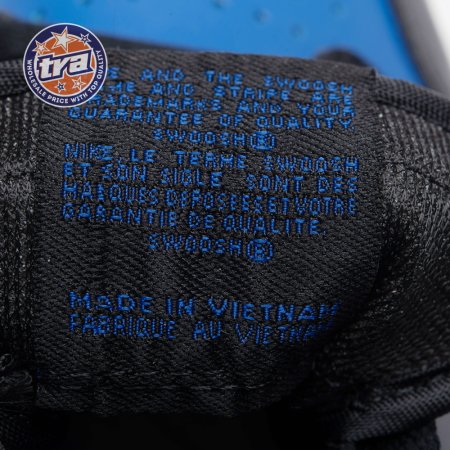 tra
WHOLESALE PRICE WITH TOP QUALITY
AND THE SWOOSH
AND STRIPE ARE
TRADEMARKS AND YOUR
GUARANTEE OF QUALITY.
SWOOSH®
NIKE, LE TERME SWOOSH
ET SON SIGLE SONT DES
MARQUES DEPOSEES ET VOTRE
GARANTIE DE QUALITE.
SWOOSH®
MADE IN VIETNAM
FABRIQUE AU VIETNAM